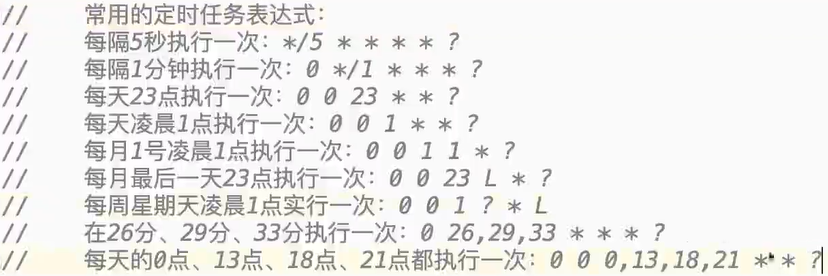 // 常用的定时任务表达式:
// 每隔5秒执行一次: */5 * * * * ?
// 每隔1分钟执行一次: 0 */1 * * * ?
// 每天23点执行一次: 0 0 23 * * ?
// 每天凌晨1点执行一次: 0 0 1 * * ?
// 每月1号凌晨1点执行一次: 0 0 1 1 * ?
// 每月最后一天23点执行一次: 0 0 23 L * ?
// 每周星期天凌晨1点实行一次: 0 0 1 ? * L
// 在26分、29分、33分执行一次: 0 26,29,33 * * * ?
// 每天的0点、13点、18点、21点都执行一次: 0 0 0,13,18,21 * * ?